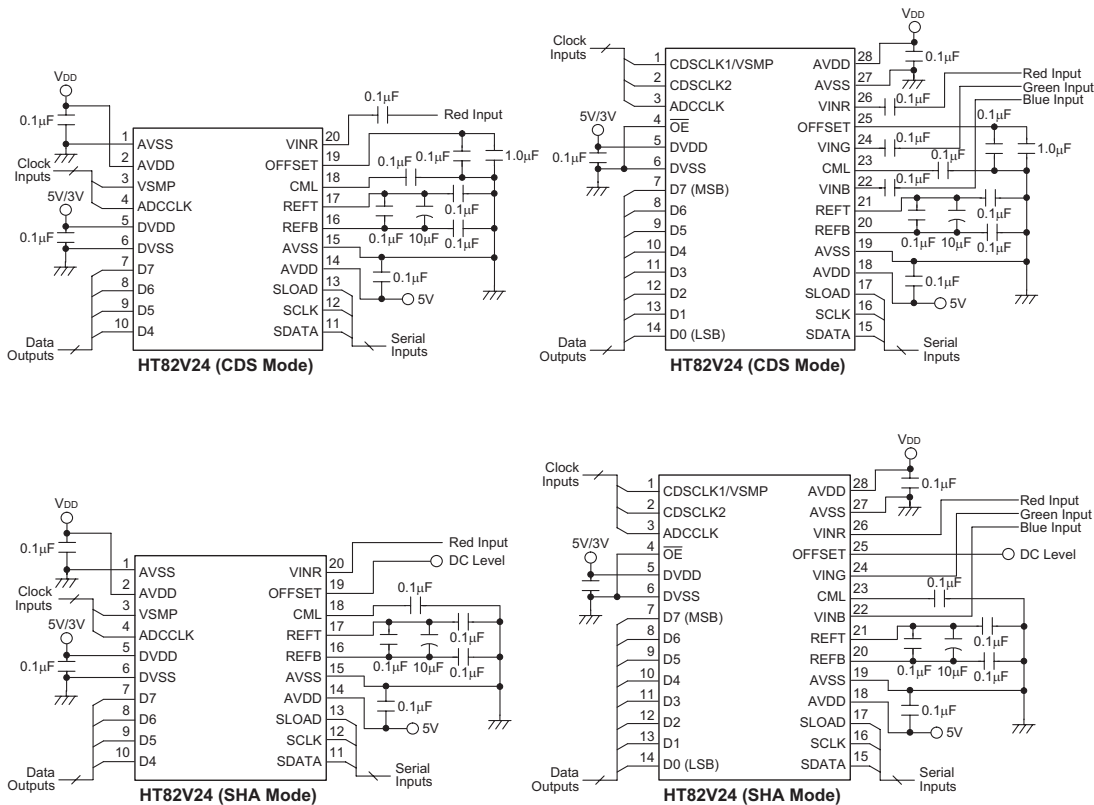 VDD
0.1μF
Clock
Inputs
5V/3V
0.1μF
1 AVSS
2 AVDD
3 VSMP
4 ADCCLK
5 DVDD
6 DVSS
7 D7
8 D6
9 D5
10 D4
Data
Outputs
VINR 20
OFFSET 19
CML 18
REFT 17
REFB 16
AVSS 15
AVDD 14
SLOAD 13
SCLK 12
SDATA 11
0.1μF
Red Input
0.1μF 0.1μF 1.0μF
0.1μF
0.1μF 10μF 0.1μF
0.1μF
5V
Serial
Inputs
HT82V24 (CDS Mode)
Clock
Inputs
5V/3V
0.1μF
1 CDSCLK1/VSMP
2 CDSCLK2
3 ADCCLK
4 OE
5 DVDD
6 DVSS
7 D7 (MSB)
8 D6
9 D5
10 D4
11 D3
12 D2
13 D1
14 D0 (LSB)
Data
Outputs
AVDD 28
AVSS 27
VINR 26
OFFSET 25
VING 24
CML 23
VINB 22
REFT 21
REFB 20
AVSS 19
AVDD 18
SLOAD 17
SCLK 16
SDATA 15
VDD
0.1μF
Red Input
Green Input
Blue Input
0.1μF
0.1μF
0.1μF 1.0μF
0.1μF
0.1μF
0.1μF
0.1μF 10μF 0.1μF
0.1μF
5V
Serial
Inputs
HT82V24 (CDS Mode)
VDD
0.1μF
Clock
Inputs
5V/3V
0.1μF
1 AVSS
2 AVDD
3 VSMP
4 ADCCLK
5 DVDD
6 DVSS
7 D7
8 D6
9 D5
10 D4
Data
Outputs
VINR 20
OFFSET 19
CML 18
REFT 17
REFB 16
AVSS 15
AVDD 14
SLOAD 13
SCLK 12
SDATA 11
Red Input
DC Level
0.1μF
0.1μF
0.1μF 10μF 0.1μF
0.1μF
5V
Serial
Inputs
HT82V24 (SHA Mode)
Clock
Inputs
5V/3V
1 CDSCLK1/VSMP
2 CDSCLK2
3 ADCCLK
4 OE
5 DVDD
6 DVSS
7 D7 (MSB)
8 D6
9 D5
10 D4
11 D3
12 D2
13 D1
14 D0 (LSB)
Data
Outputs
AVDD 28
AVSS 27
VINR 26
OFFSET 25
VING 24
CML 23
VINB 22
REFT 21
REFB 20
AVSS 19
AVDD 18
SLOAD 17
SCLK 16
SDATA 15
VDD
0.1μF
Red Input
Green Input
Blue Input
DC Level
0.1μF
0.1μF
0.1μF 10μF 0.1μF
0.1μF
5V
Serial
Inputs
HT82V24 (SHA Mode)